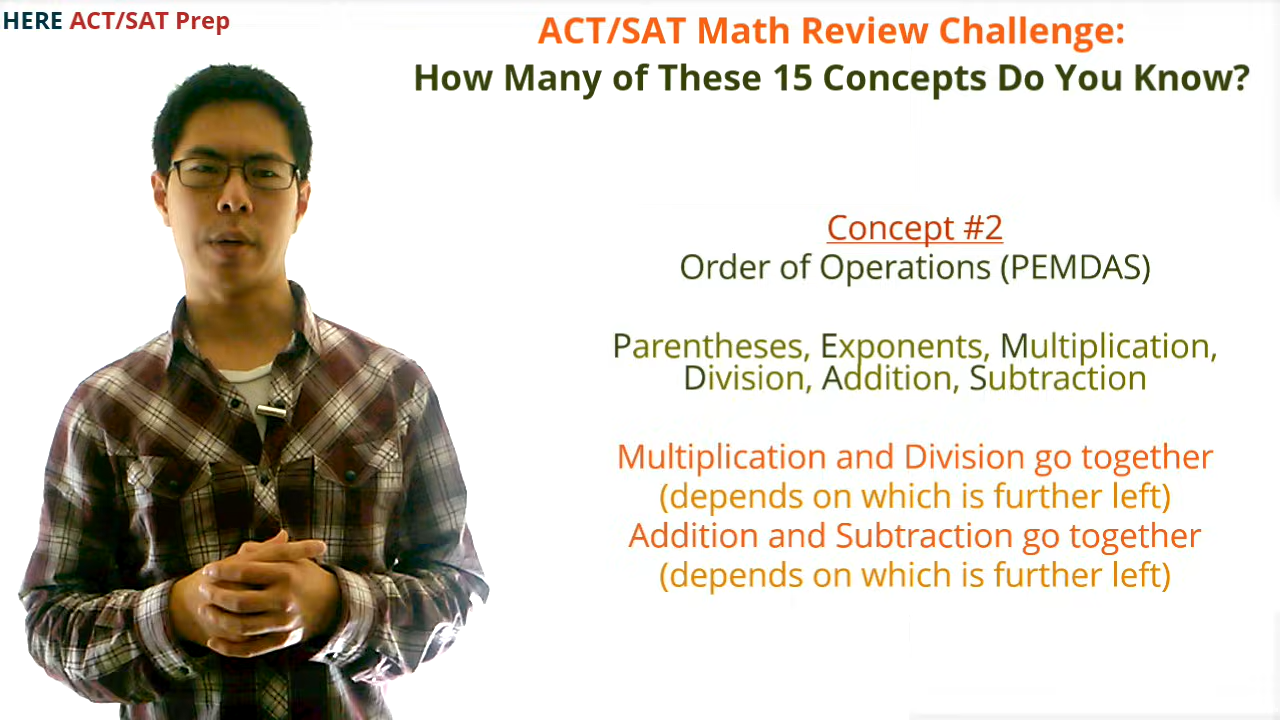 HERE ACT/SAT Prep
ACT/SAT Math Review Challenge:
How Many of These 15 Concepts Do You Know?
Concept #2
Order of Operations (PEMDAS)
Parentheses, Exponents, Multiplication,
Division, Addition, Subtraction
Multiplication and Division go together
(depends on which is further left)
Addition and Subtraction go together
(depends on which is further left)